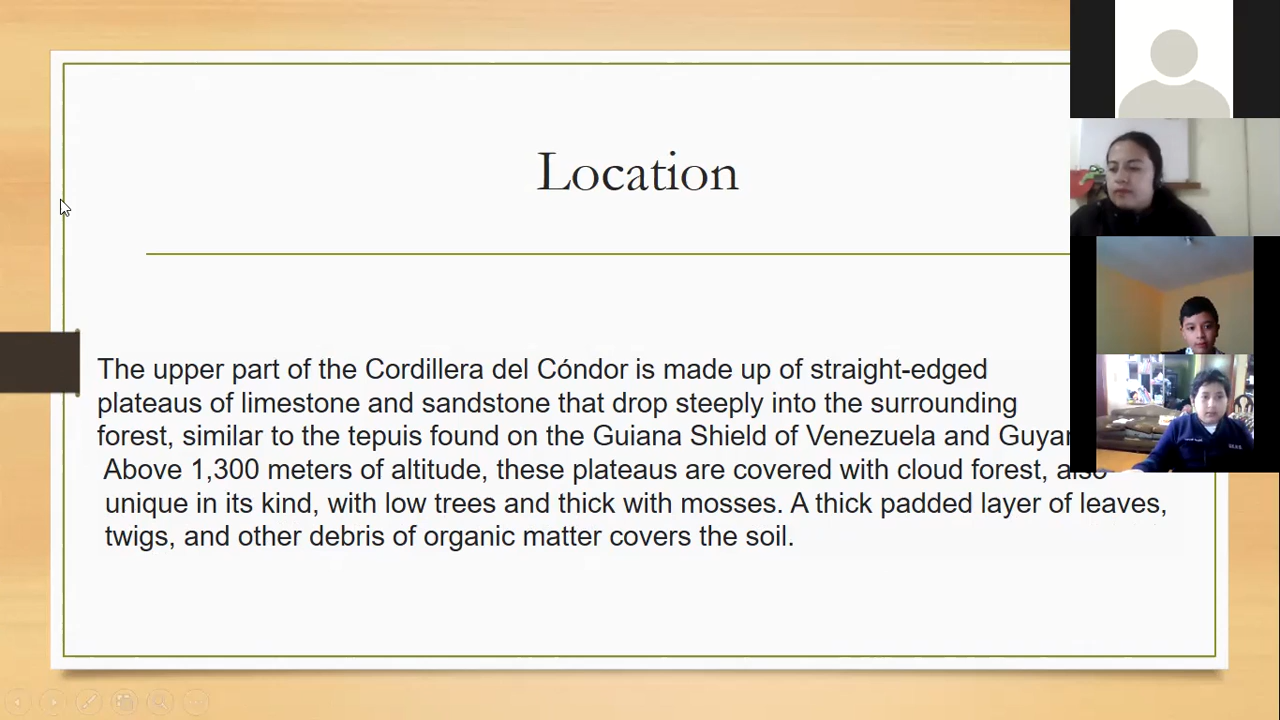 Location
The upper part of the Cordillera del Cóndor is made up of straight-edged
plateaus of limestone and sandstone that drop steeply into the surrounding
forest, similar to the tepuis found on the Guiana Shield of Venezuela and
Above 1,300 meters of altitude, these plateaus are covered with cloud forest, also
unique in its kind, with low trees and thick with mosses. A thick padded layer of leaves,
twigs, and other debris of organic matter covers the soil.